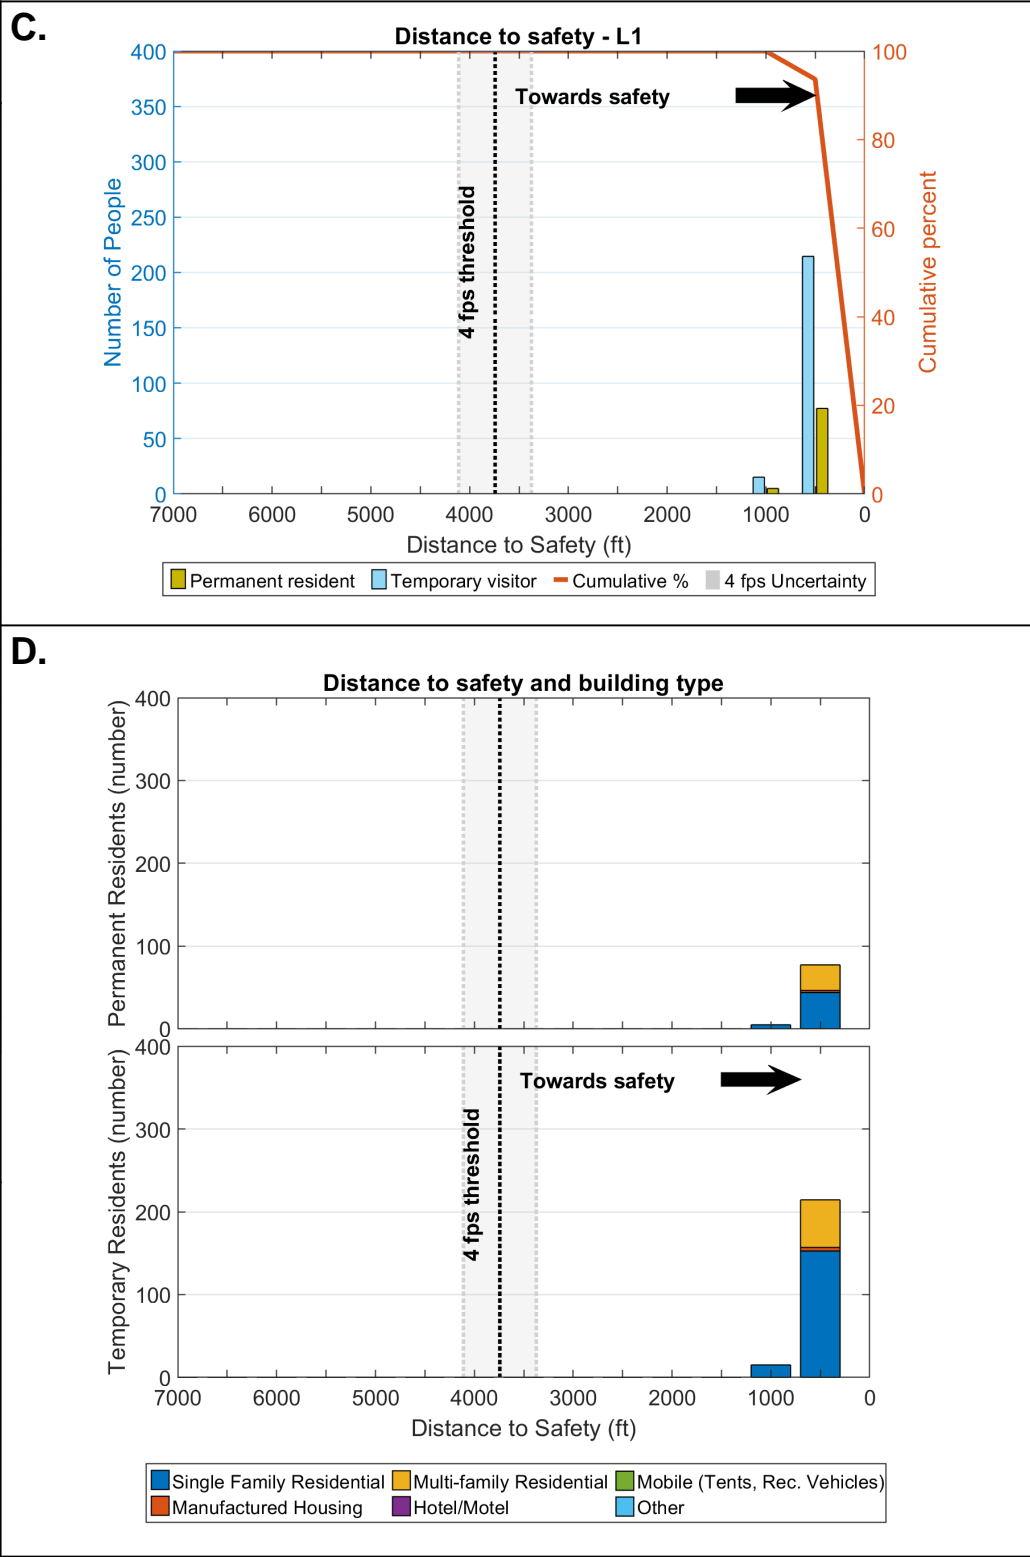 C.
Distance to safety - L1
400
350
300
250
200
150
100
50
0
Number of People
100
80
60
40
20
0
Cumulative percent
Towards safety
4 fps threshold
7000 6000 5000 4000 3000 2000 1000 0
Distance to Safety (ft)
Permanent resident Temporary visitor Cumulative % 4 fps Uncertainty
D.
Distance to safety and building type
400
300
200
100
0
Permanent Residents (number)
400
300
200
100
0
Temporary Residents (number)
Towards safety
4 fps threshold
7000 6000 5000 4000 3000 2000 1000 0
Distance to Safety (ft)
Single Family Residential Multi-family Residential Mobile (Tents, Rec. Vehicles)
Manufactured Housing Hotel/Motel Other